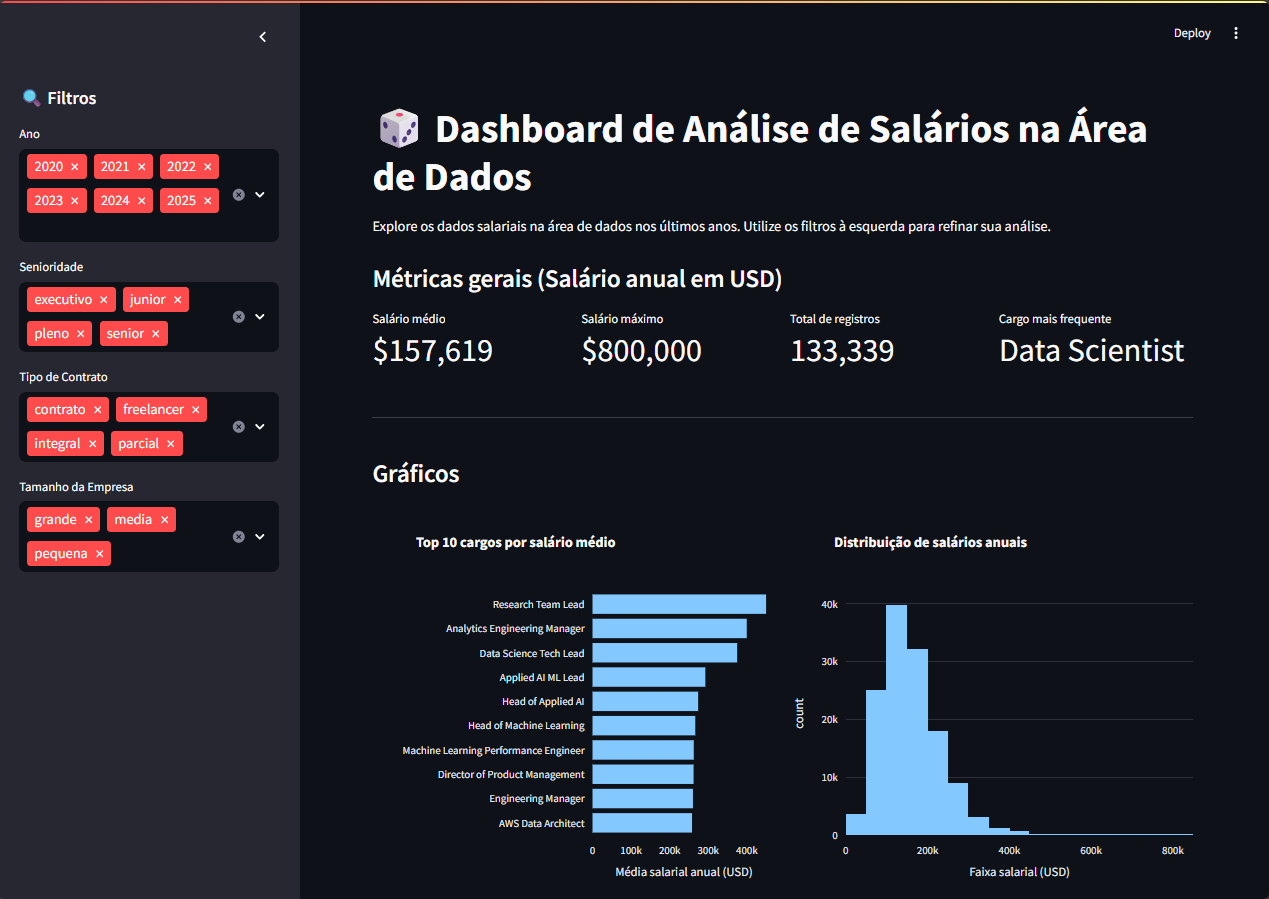 Deploy
Filtros
Ano
2020 × 2021 × 2022 ×
2023 × 2024 × 2025 ×
Senioridade
executivo × junior ×
pleno × senior ×
Tipo de Contrato
contrato × freelancer ×
integral × parcial ×
Tamanho da Empresa
grande × media ×
pequena ×
Dashboard de Análise de Salários na Área
de Dados
Explore os dados salariais na área de dados nos últimos anos. Utilize os filtros à esquerda para refinar sua análise.
Métricas gerais (Salário anual em USD)
Salário médio
$157,619
Salário máximo
$800,000
Total de registros
133,339
Cargo mais frequente
Data Scientist
Gráficos
Top 10 cargos por salário médio
Research Team Lead
Analytics Engineering Manager
Data Science Tech Lead
Applied AI ML Lead
Head of Applied AI
Head of Machine Learning
Machine Learning Performance Engineer
Director of Product Management
Engineering Manager
AWS Data Architect
0 100k 200k 300k 400k
Média salarial anual (USD)
Distribuição de salários anuais
40k
30k
20k
10k
0
count
0 200k 400k 600k 800k
Faixa salarial (USD)